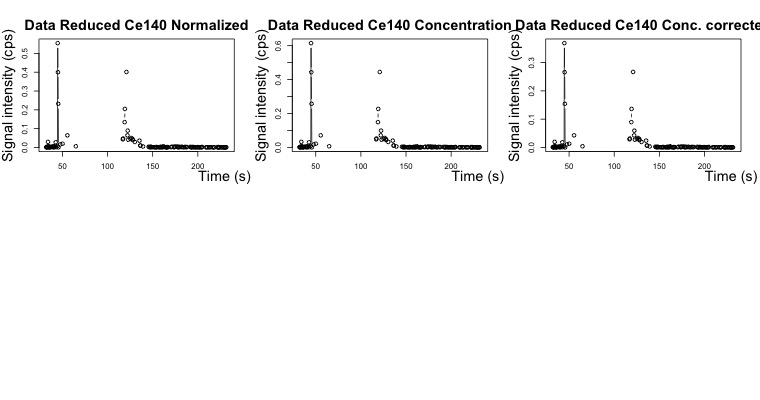 Data Reduced Ce140 Normalized
Signal intensity (cps)
0.0 0.1 0.2 0.3 0.4 0.5
50 100 150 200
Time (s)
Data Reduced Ce140 Concentration
Signal intensity (cps)
0.0 0.2 0.4 0.6
50 100 150 200
Time (s)
Data Reduced Ce140 Conc. correcte
Signal intensity (cps)
0.0 0.1 0.2 0.3
50 100 150 200
Time (s)